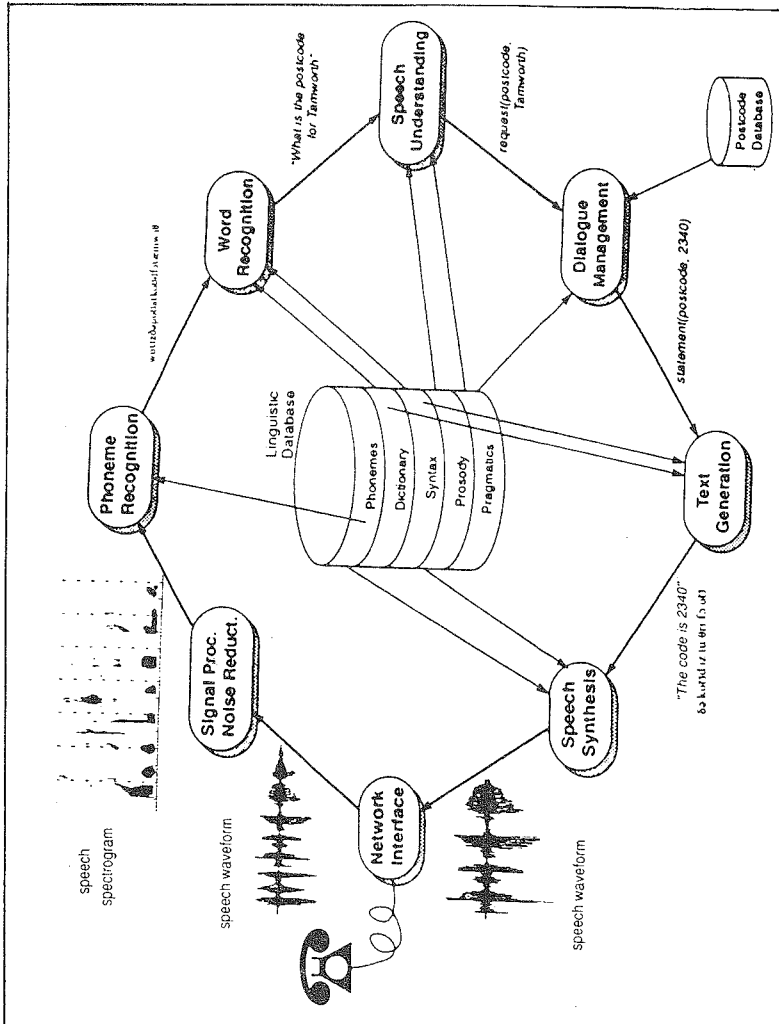 speech
spectrogram
speech waveform
Signal Proc.
Noise Reduct.
Phoneme
Recognition
Word
Recognition
"What is the postcode
for Tamworth"
Speech
Understanding
request(postcode,
Tamworth)
Linguistic
Database
Phonemes
Dictionary
Syntax
Prosody
Pragmatics
Network
Interface
speech waveform
Speech
Synthesis
"The code is 2340"
Text
Generation
statement(postcode, 2340)
Dialogue
Management
Postcode
Database